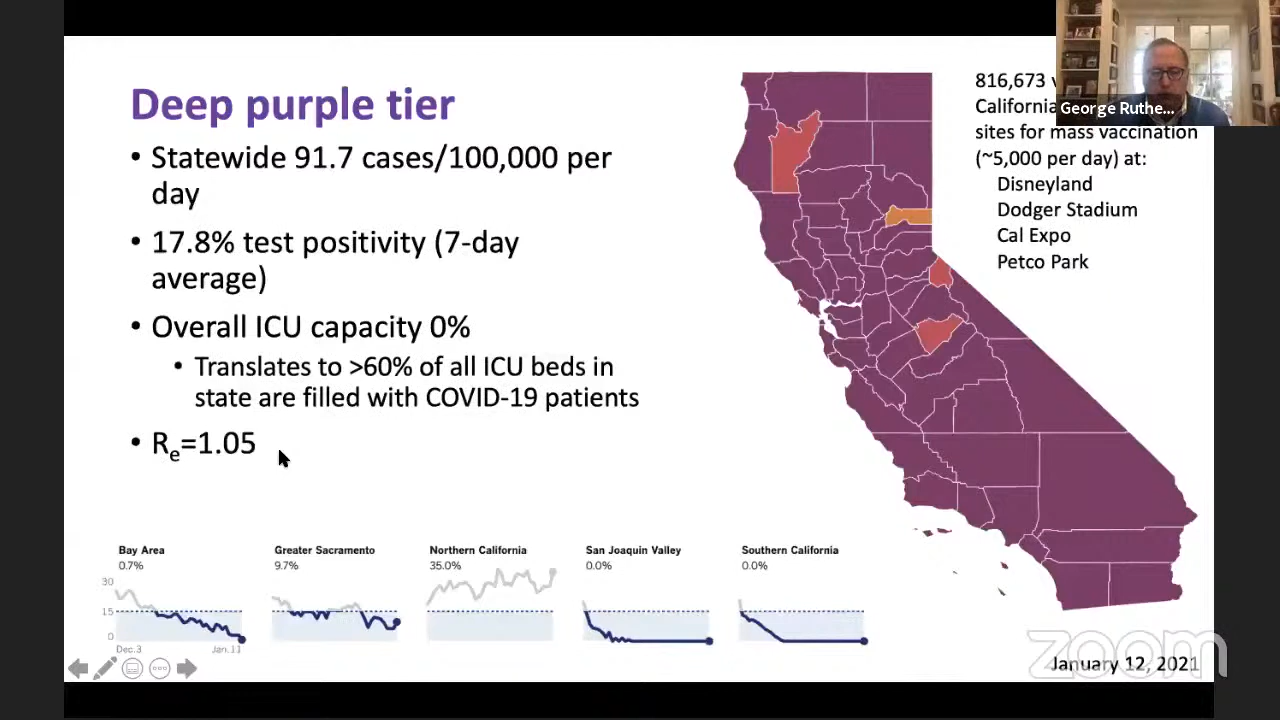 Deep purple tier
• Statewide 91.7 cases/100,000 per
day
• 17.8% test positivity (7-day
average)
• Overall ICU capacity 0%
• Translates to >60% of all ICU beds in
state are filled with COVID-19 patients
• Re=1.05
816,673
California
sites for mass vaccination
(~5,000 per day) at:
Disneyland
Dodger Stadium
Cal Expo
Petco Park
George Ruthe...
Bay Area
0.7%
30
15
0
Dec.3
Jan.11
Greater Sacramento
9.7%
Northern California
35.0%
San Joaquin Valley
0.0%
Southern California
0.0%
January 12, 2021
zoom